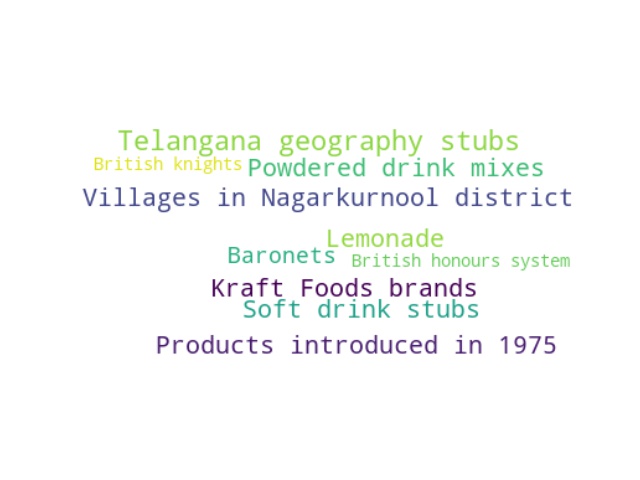 Telangana geography stubs
British knights Powdered drink mixes
Villages in Nagarkurnool district
Lemonade
Baronets British honours system
Kraft Foods brands
Soft drink stubs
Products introduced in 1975